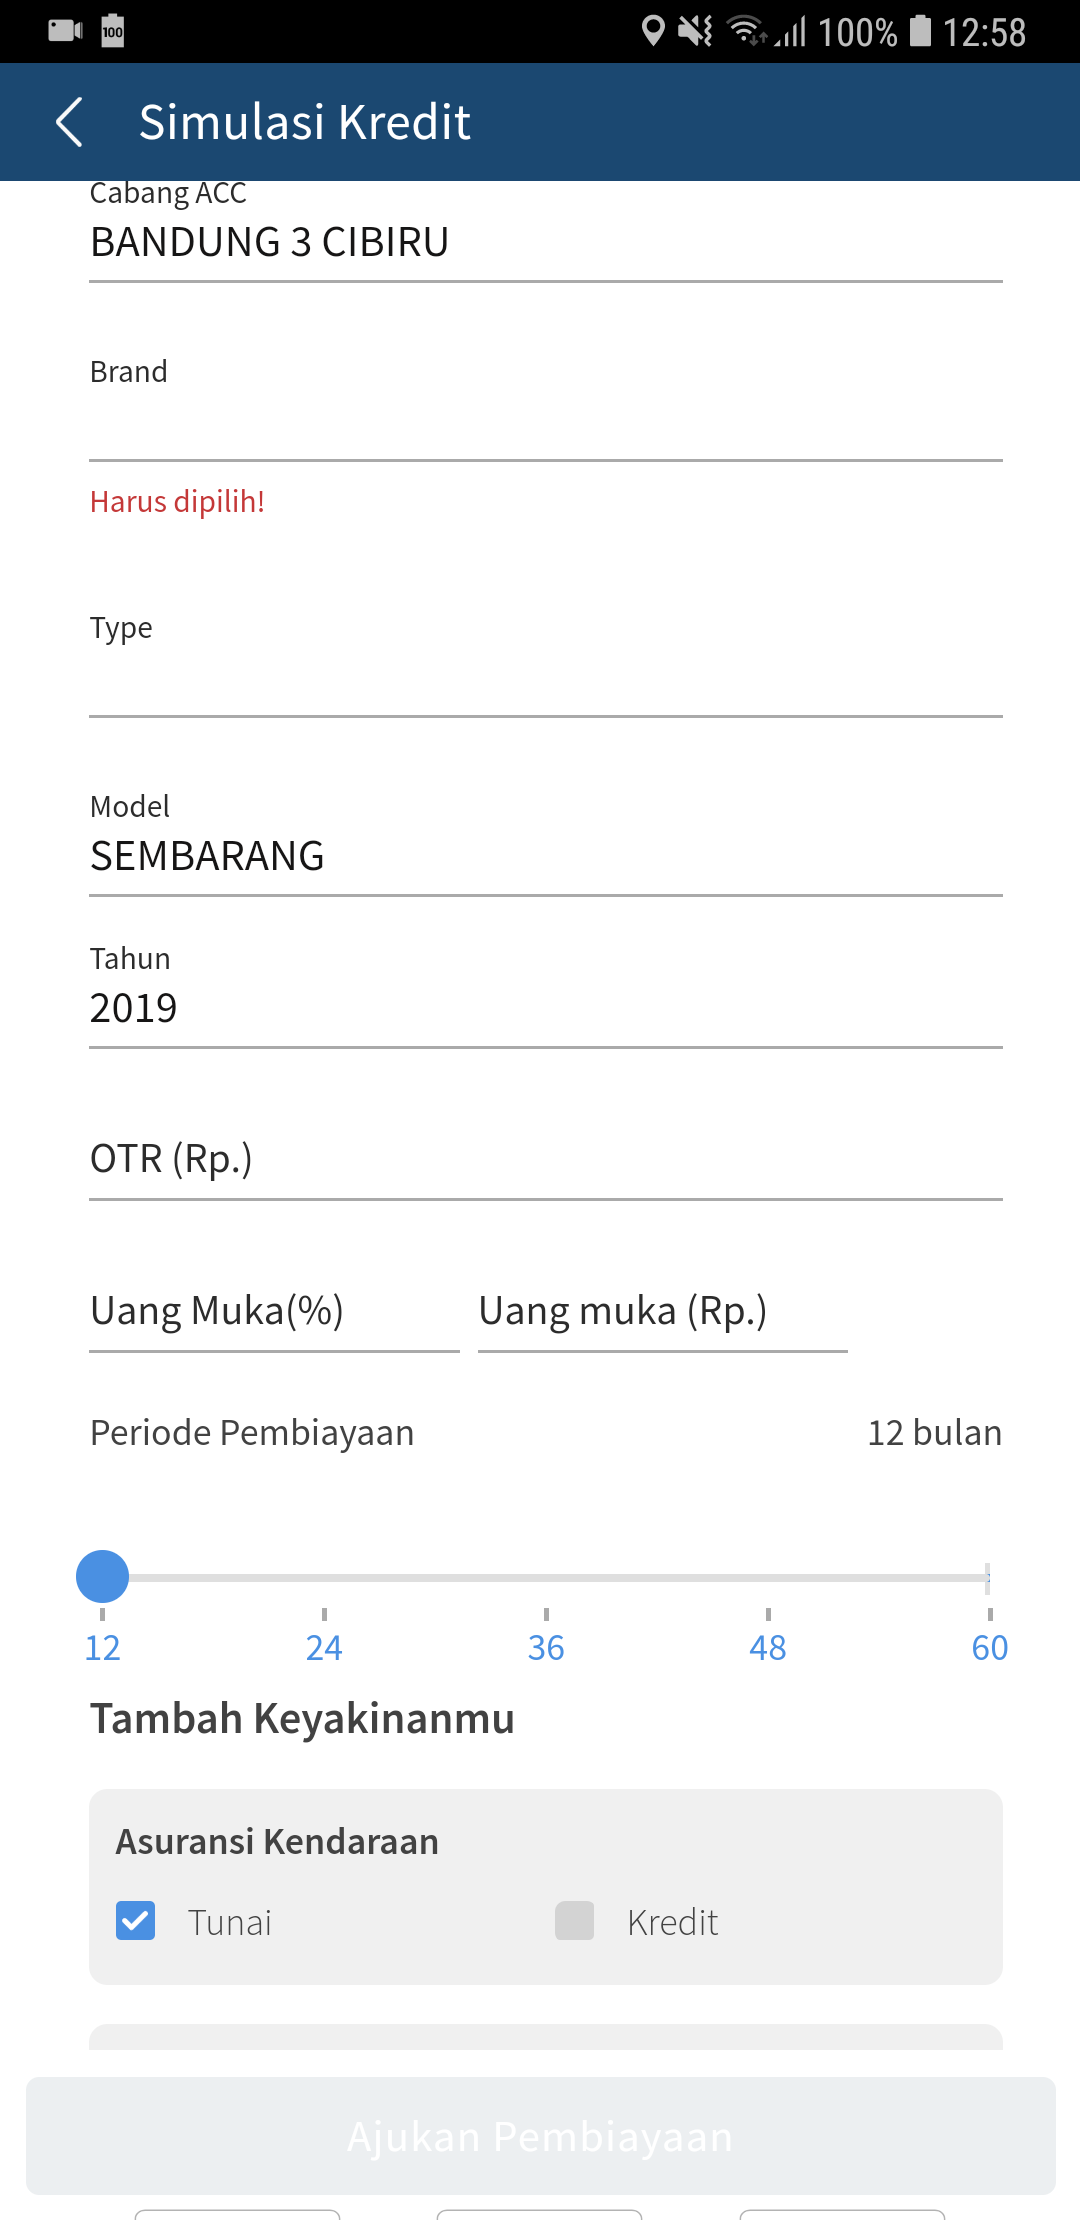 100 100% 12:58
Simulasi Kredit
Cabang ACC
BANDUNG 3 CIBIRU
Brand
Harus dipilih!
Type
Model
SEMBARANG
Tahun
2019
OTR (Rp.)
Uang Muka(%) Uang muka (Rp.)
Periode Pembiayaan 12 bulan
12 24 36 48 60
Tambah Keyakinanmu
Asuransi Kendaraan
Tunai Kredit
Ajukan Pembiayaan